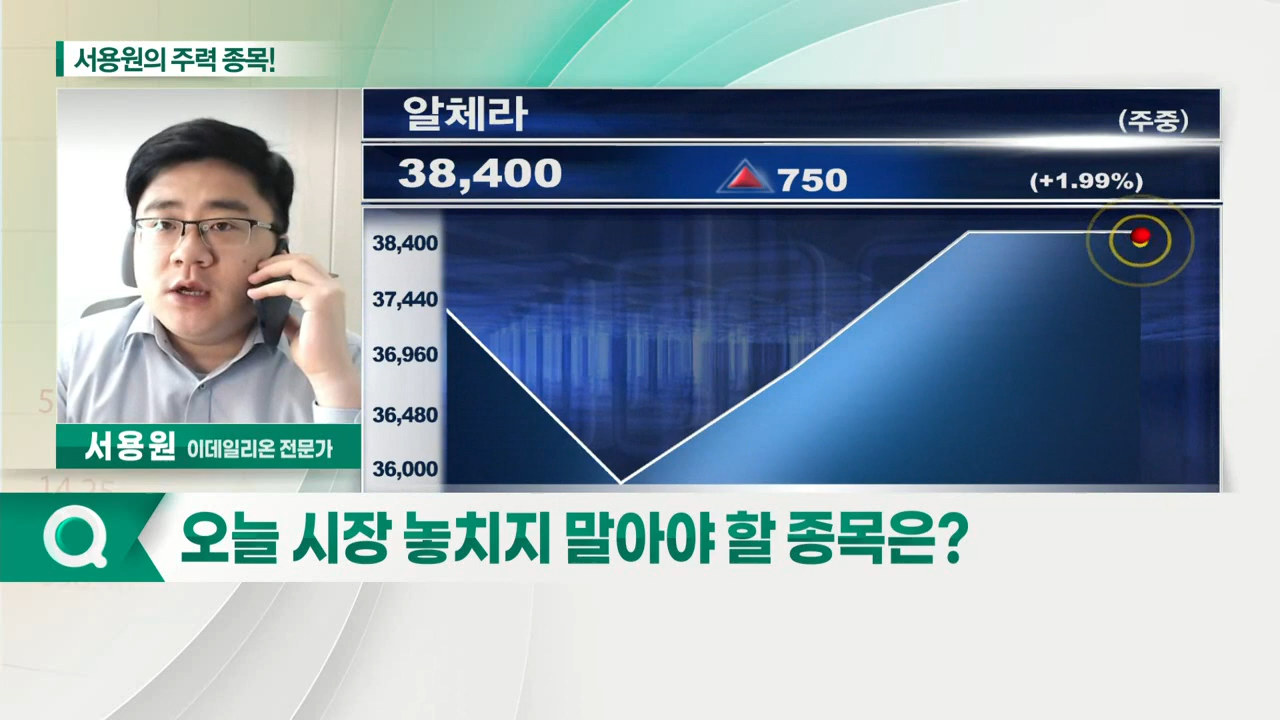 서용원의 주력 종목!
알체라 (주중)
38,400 750 (+1.99%)
38,400
37,440
36,960
36,480
36,000
서용원 이데일리온 전문가
오늘 시장 놓치지 말아야 할 종목은?